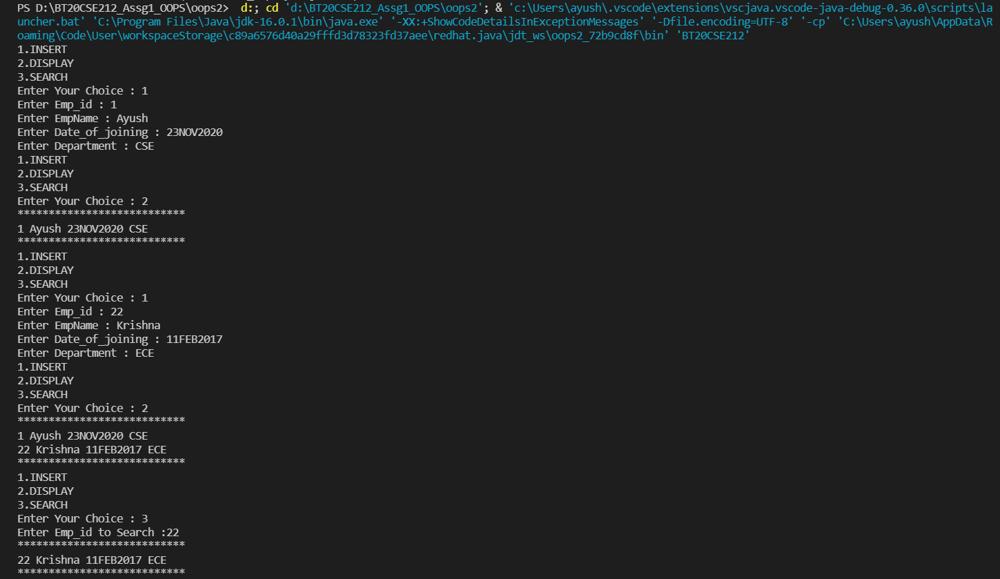 PS D:\BT20CSE212_Assg1_OOPS\oops2>  d:; cd 'd:\BT20CSE212_Assg1_OOPS\oops2'; & 'c:\Users\ayush\.vscode\extensions\vscjava.vscode-java-debug-0.36.0\scripts\la
uncher.bat' 'C:\Program Files\Java\jdk-16.0.1\bin\java.exe' '-XX:+ShowCodeDetailsInExceptionMessages' '-Dfile.encoding=UTF-8' '-cp' 'C:\Users\ayush\AppData\R
oaming\Code\User\workspaceStorage\c89a6576d40a29fffd3d78323fd37aee\redhat.java\jdt_ws\oops2_72b9cd8f\bin' 'BT20CSE212'
1.INSERT
2.DISPLAY
3.SEARCH
Enter Your Choice : 1
Enter Emp_id : 1
Enter EmpName : Ayush
Enter Date_of_joining : 23NOV2020
Enter Department : CSE
1.INSERT
2.DISPLAY
3.SEARCH
Enter Your Choice : 2
***************************
1 Ayush 23NOV2020 CSE
***************************
1.INSERT
2.DISPLAY
3.SEARCH
Enter Your Choice : 1
Enter Emp_id : 22
Enter EmpName : Krishna
Enter Date_of_joining : 11FEB2017
Enter Department : ECE
1.INSERT
2.DISPLAY
3.SEARCH
Enter Your Choice : 2
***************************
1 Ayush 23NOV2020 CSE
22 Krishna 11FEB2017 ECE
***************************
1.INSERT
2.DISPLAY
3.SEARCH
Enter Your Choice : 3
Enter Emp_id to Search :22
***************************
22 Krishna 11FEB2017 ECE
***************************